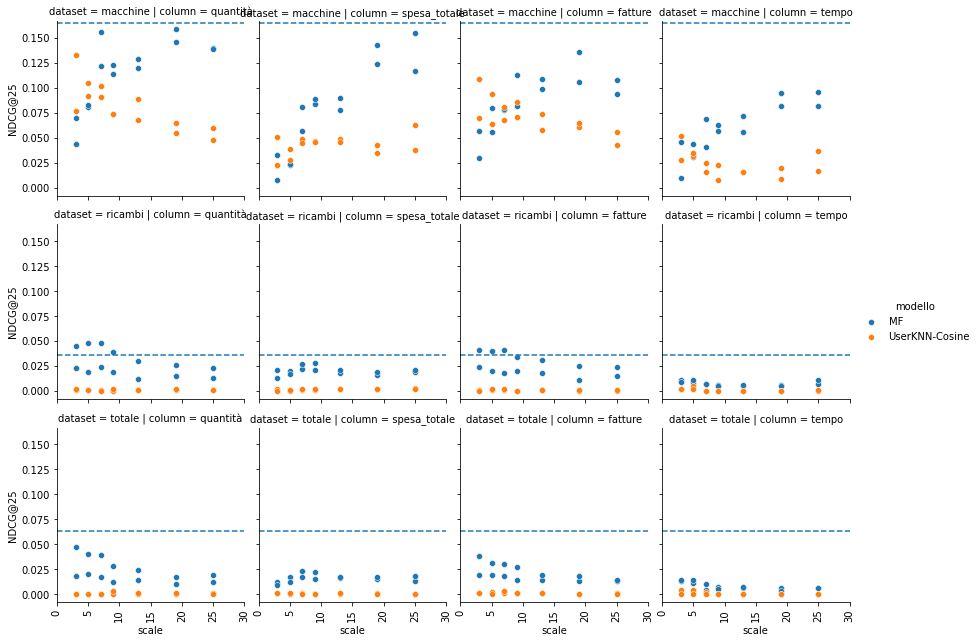 dataset = macchine | column = quantità
dataset = macchine | column = spesa_totale
dataset = macchine | column = fatture
dataset = macchine | column = tempo
NDCG@25
0.150
0.125
0.100
0.075
0.050
0.025
0.000
dataset = ricambi | column = quantità
dataset = ricambi | column = spesa_totale
dataset = ricambi | column = fatture
dataset = ricambi | column = tempo
NDCG@25
0.150
0.125
0.100
0.075
0.050
0.025
0.000
modello
MF
UserKNN-Cosine
dataset = totale | column = quantità
dataset = totale | column = spesa_totale
dataset = totale | column = fatture
dataset = totale | column = tempo
NDCG@25
0.150
0.125
0.100
0.075
0.050
0.025
0.000
0 5 10 15 20 25 30
0 5 10 15 20 25 30
0 5 10 15 20 25 30
0 5 10 15 20 25 30
scale
scale
scale
scale